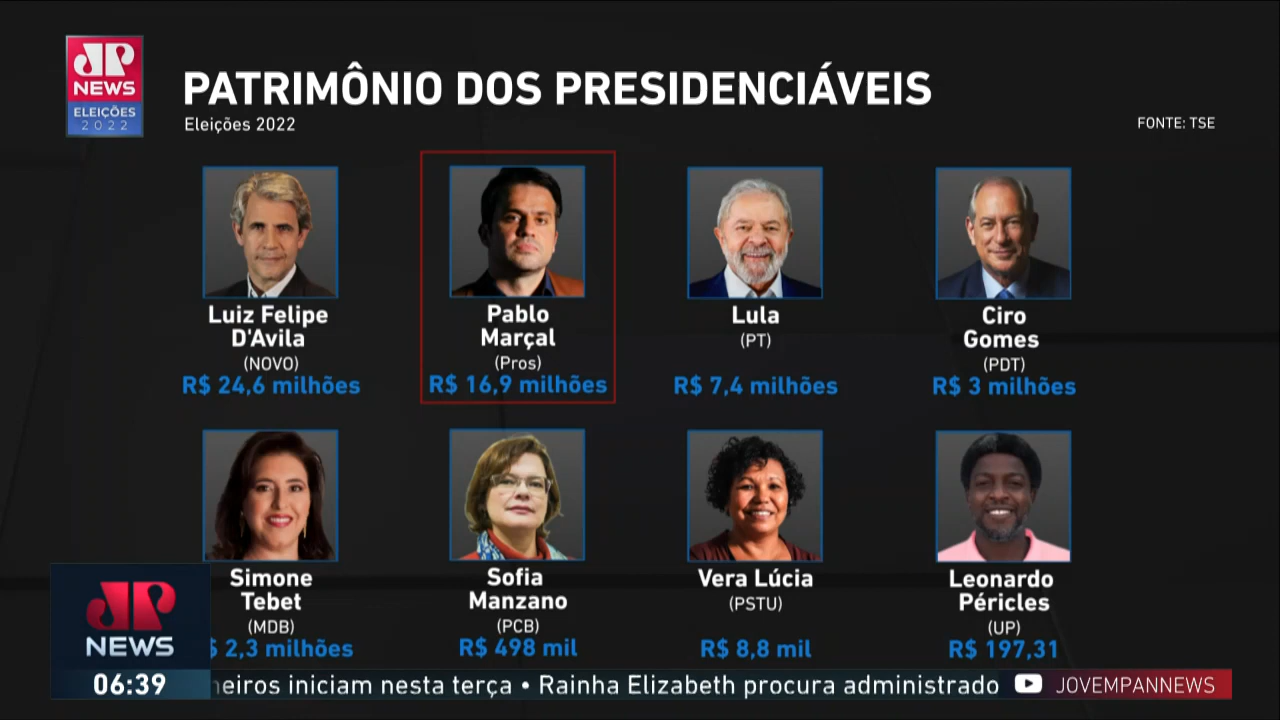 JP
NEWS
ELEIÇÕES
2022
PATRIMÔNIO DOS PRESIDENCIÁVEIS
Eleições 2022
FONTE: TSE
Luiz Felipe
D'Avila
(NOVO)
R$ 24,6 milhões
Pablo
Marçal
(Pros)
R$ 16,9 milhões
Lula
(PT)
R$ 7,4 milhões
Ciro
Gomes
(PDT)
R$ 3 milhões
Simone
Tebet
(MDB)
$ 2,3 milhões
Sofia
Manzano
(PCB)
R$ 498 mil
Vera Lúcia
(PSTU)
R$ 8,8 mil
Leonardo
Péricles
(UP)
R$ 197,31
JP
NEWS
06:39
neiros iniciam nesta terça • Rainha Elizabeth procura administrado
JOVEMPANNEWS